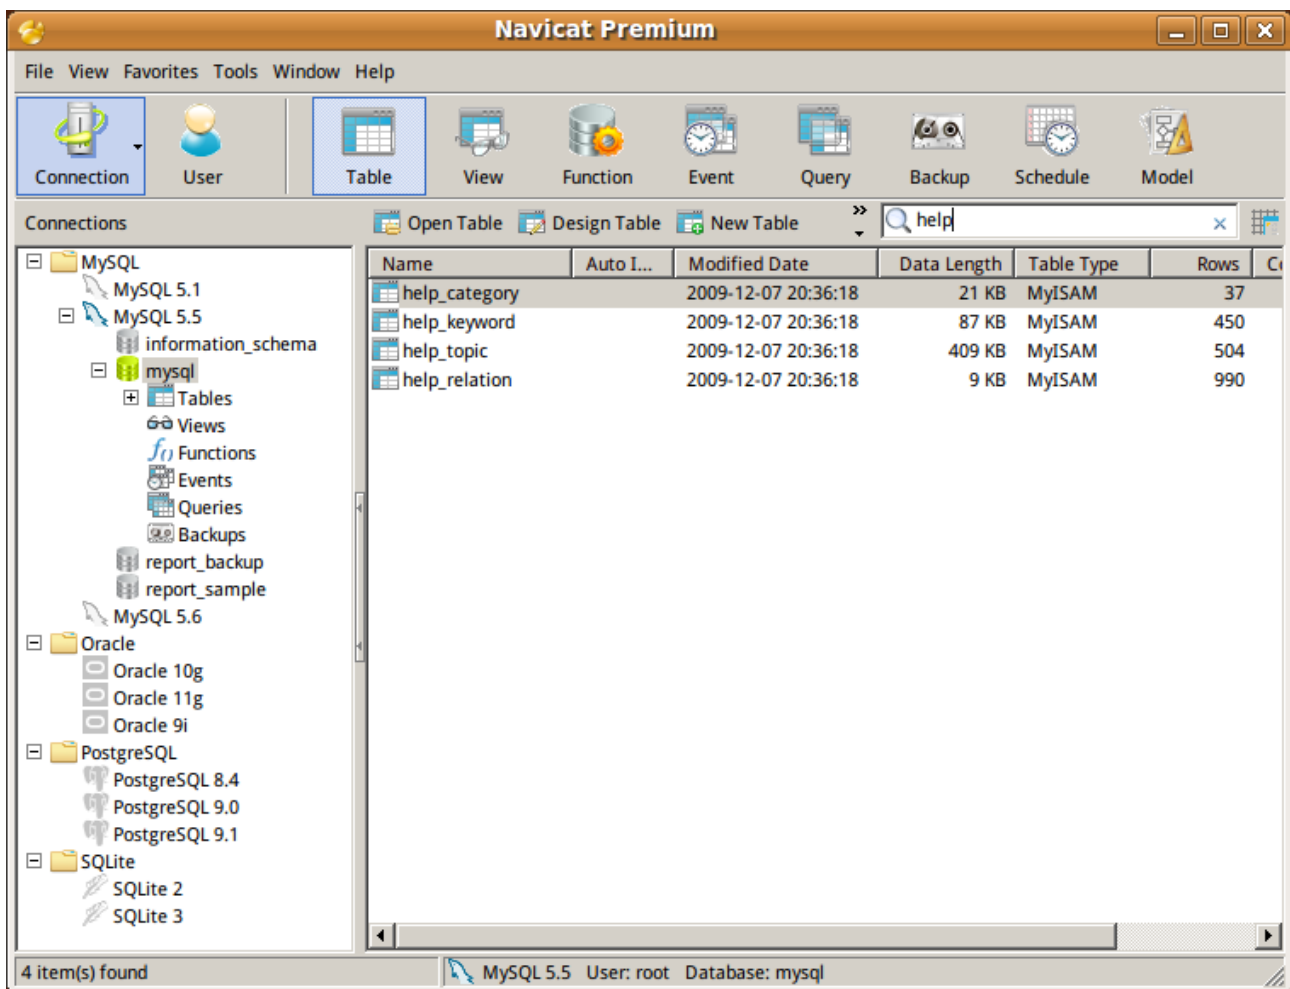 Navicat Premium
File View Favorites Tools Window Help
Connection User Table View Function Event Query Backup Schedule Model
Connections
Open Table Design Table New Table » help
MySQL
MySQL 5.1
MySQL 5.5
information_schema
mysql
Tables
Views
Functions
Events
Queries
Backups
report_backup
report_sample
MySQL 5.6
Oracle
Oracle 10g
Oracle 11g
Oracle 9i
PostgreSQL
PostgreSQL 8.4
PostgreSQL 9.0
PostgreSQL 9.1
SQLite
SQLite 2
SQLite 3
Name Auto I... Modified Date Data Length Table Type Rows
help_category 2009-12-07 20:36:18 21 KB MyISAM 37
help_keyword 2009-12-07 20:36:18 87 KB MyISAM 450
help_topic 2009-12-07 20:36:18 409 KB MyISAM 504
help_relation 2009-12-07 20:36:18 9 KB MyISAM 990
4 item(s) found MySQL 5.5 User: root Database: mysql